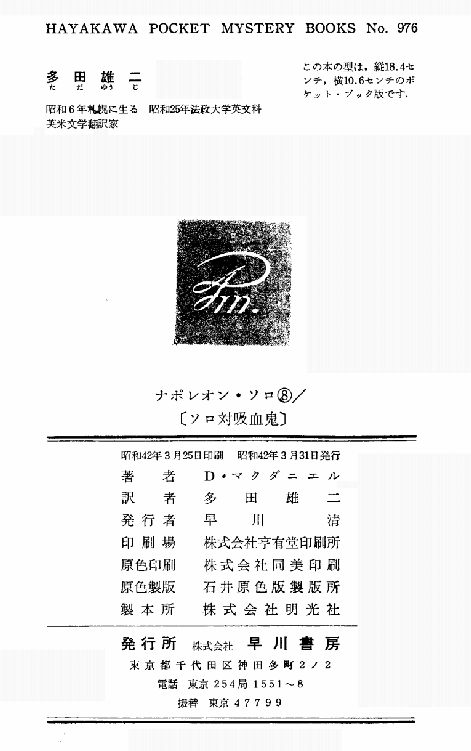 HAYAKAWA POCKET MYSTERY BOOKS No. 976
この本の型は，縦18.4セ
ンチ，横10.6センチのポ
ケット・ブック版です．
多田雄二
ただゆうじ
昭和6年札幌に生る 昭和25年法政大学英文科
英米文学翻訳家
ナポレオン・ソロ⑧／
〔ソロ対吸血鬼〕
昭和42年3月25日印刷 昭和42年3月31日発行
著者 D・マクダニエル
訳者 多田雄二
発行者 早川清
印刷場 株式会社亨有堂印刷所
原色印刷 株式会社同美印刷
原色製版 石井原色版製版所
製本所 株式会社明光社
発行所 株式会社 早川書房
東京都千代田区神田多町2ノ2
電話 東京254局1551～8
振替 東京47799